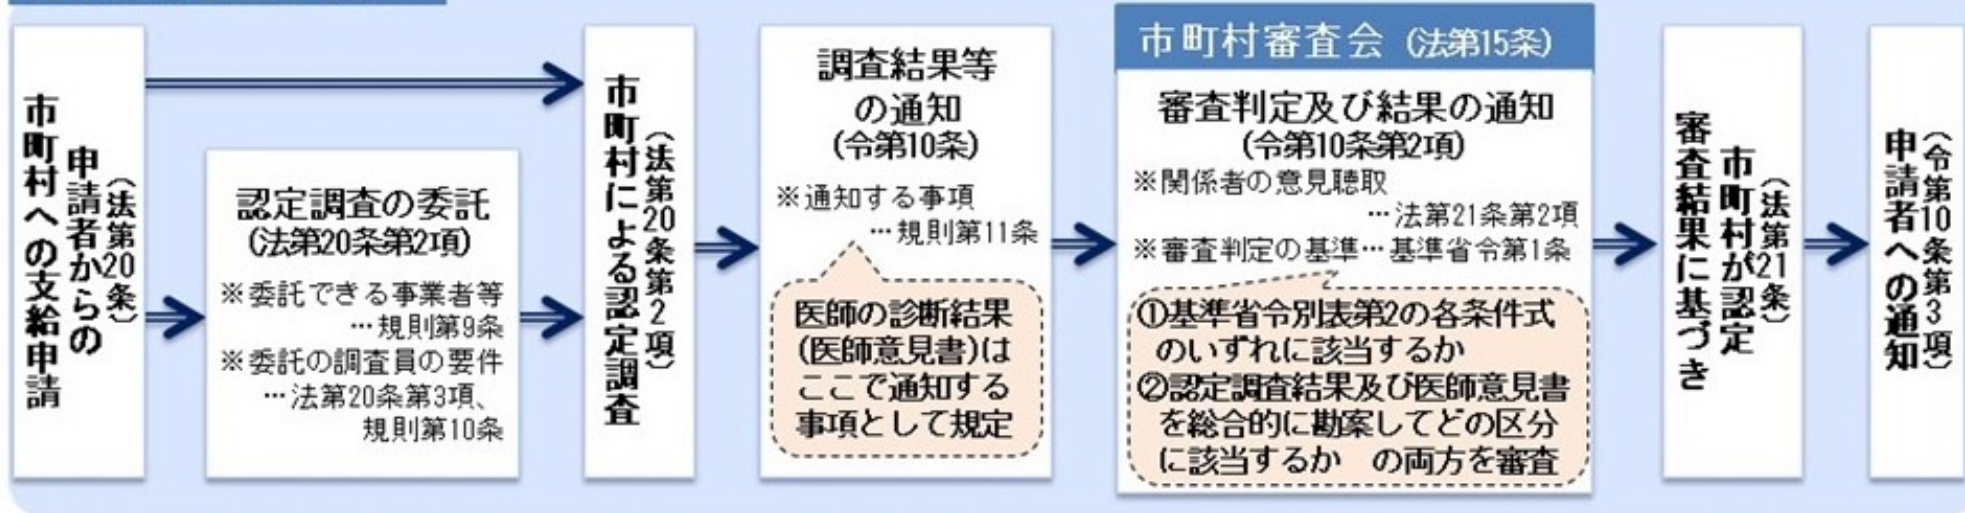 申請者からの
市町村への支給申請
（法第20条）
認定調査の委託
(法第20条第2項)
※委託できる事業者等
…規則第9条
※委託の調査員の要件
…法第20条第3項、
規則第10条
市町村による認定調査
（法第20条第2項）
調査結果等
の通知
(令第10条)
※通知する事項
…規則第11条
医師の診断結果
(医師意見書)は
ここで通知する
事項として規定
市町村審査会（法第15条）
審査判定及び結果の通知
(令第10条第2項)
※関係者の意見聴取
…法第21条第2項
※審査判定の基準…基準省令第1条
①基準省令別表第2の各条件式
のいずれに該当するか
②認定調査結果及び医師意見書
を総合的に勘案してどの区分
に該当するか　の両方を審査
審査結果に基づき
市町村が認定
（法第21条）
申請者への通知
（令第10条第3項）